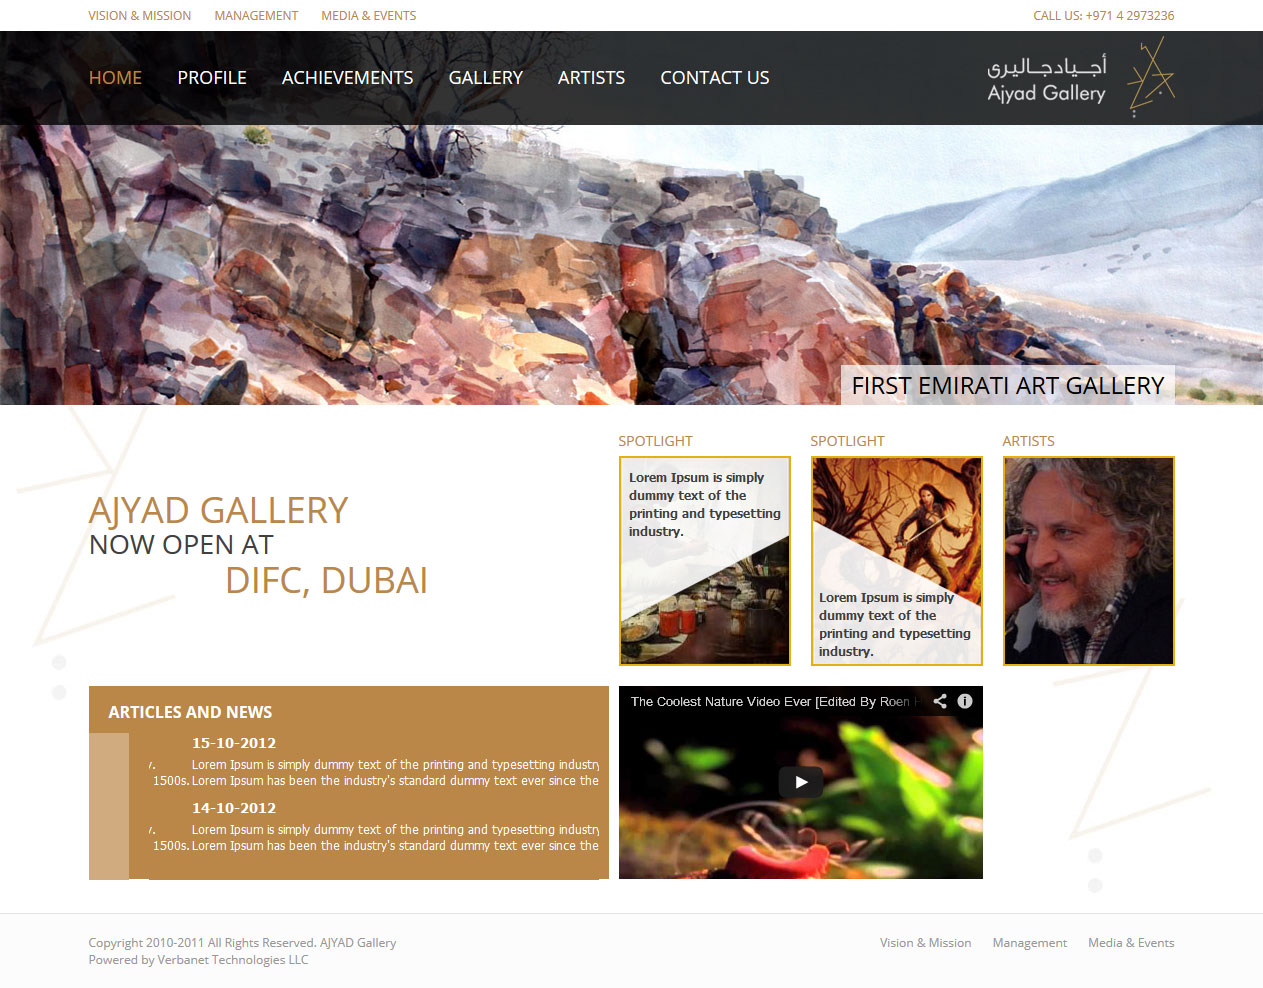 VISION & MISSION MANAGEMENT MEDIA & EVENTS CALL US: +971 4 2973236
HOME PROFILE ACHIEVEMENTS GALLERY ARTISTS CONTACT US
أجيادجاليرى
Ajyad Gallery
FIRST EMIRATI ART GALLERY
AJYAD GALLERY
NOW OPEN AT
DIFC, DUBAI
SPOTLIGHT
Lorem Ipsum is simply
dummy text of the
printing and typesetting
industry.
SPOTLIGHT
Lorem Ipsum is simply
dummy text of the
printing and typesetting
industry.
ARTISTS
ARTICLES AND NEWS
15-10-2012
Lorem Ipsum is simply dummy text of the printing and typesetting industry
1500s. Lorem Ipsum has been the industry's standard dummy text ever since the
14-10-2012
Lorem Ipsum is simply dummy text of the printing and typesetting industry
1500s. Lorem Ipsum has been the industry's standard dummy text ever since the
The Coolest Nature Video Ever [Edited By Roen
Copyright 2010-2011 All Rights Reserved. AJYAD Gallery
Powered by Verbanet Technologies LLC
Vision & Mission Management Media & Events